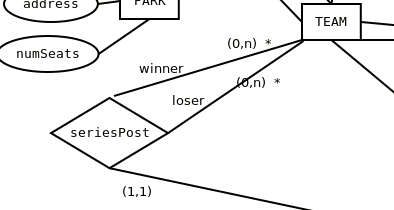 address
PARK
TEAM
numSeats
(0,n) *
winner
(0,n) *
loser
seriesPost
(1,1)